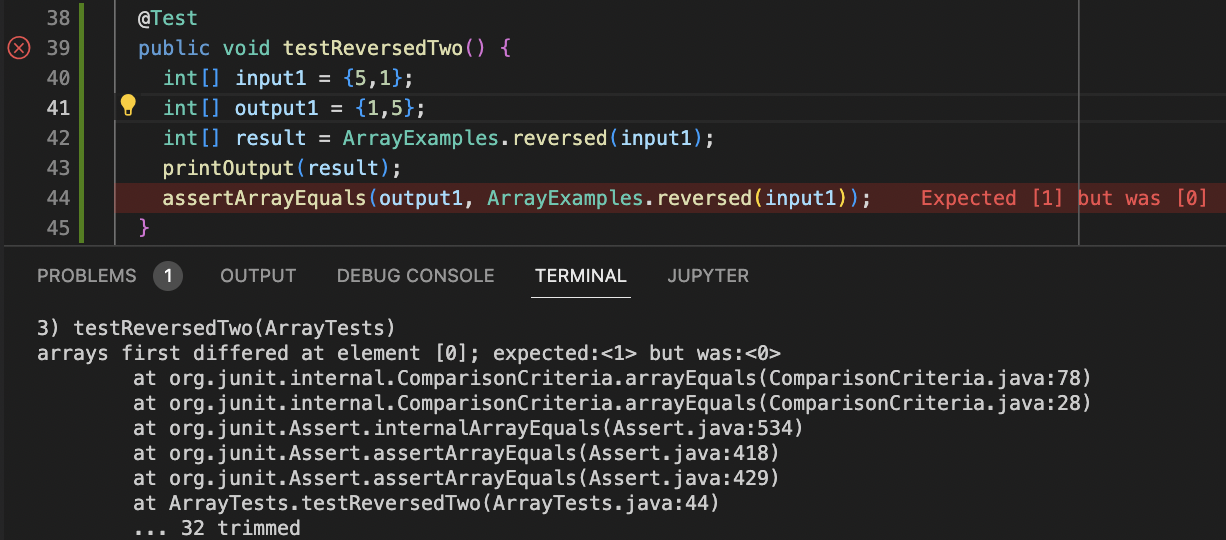 38 @Test
39 public void testReversedTwo() {
40 int[] input1 = {5,1};
41 int[] output1 = {1,5};
42 int[] result = ArrayExamples.reversed(input1);
43 printOutput(result);
44 assertArrayEquals(output1, ArrayExamples.reversed(input1)); Expected [1] but was [0]
45 }
PROBLEMS 1 OUTPUT DEBUG CONSOLE TERMINAL JUPYTER
3) testReversedTwo(ArrayTests)
arrays first differed at element [0]; expected:<1> but was:<0>
at org.junit.internal.ComparisonCriteria.arrayEquals(ComparisonCriteria.java:78)
at org.junit.internal.ComparisonCriteria.arrayEquals(ComparisonCriteria.java:28)
at org.junit.Assert.internalArrayEquals(Assert.java:534)
at org.junit.Assert.assertArrayEquals(Assert.java:418)
at org.junit.Assert.assertArrayEquals(Assert.java:429)
at ArrayTests.testReversedTwo(ArrayTests.java:44)
... 32 trimmed